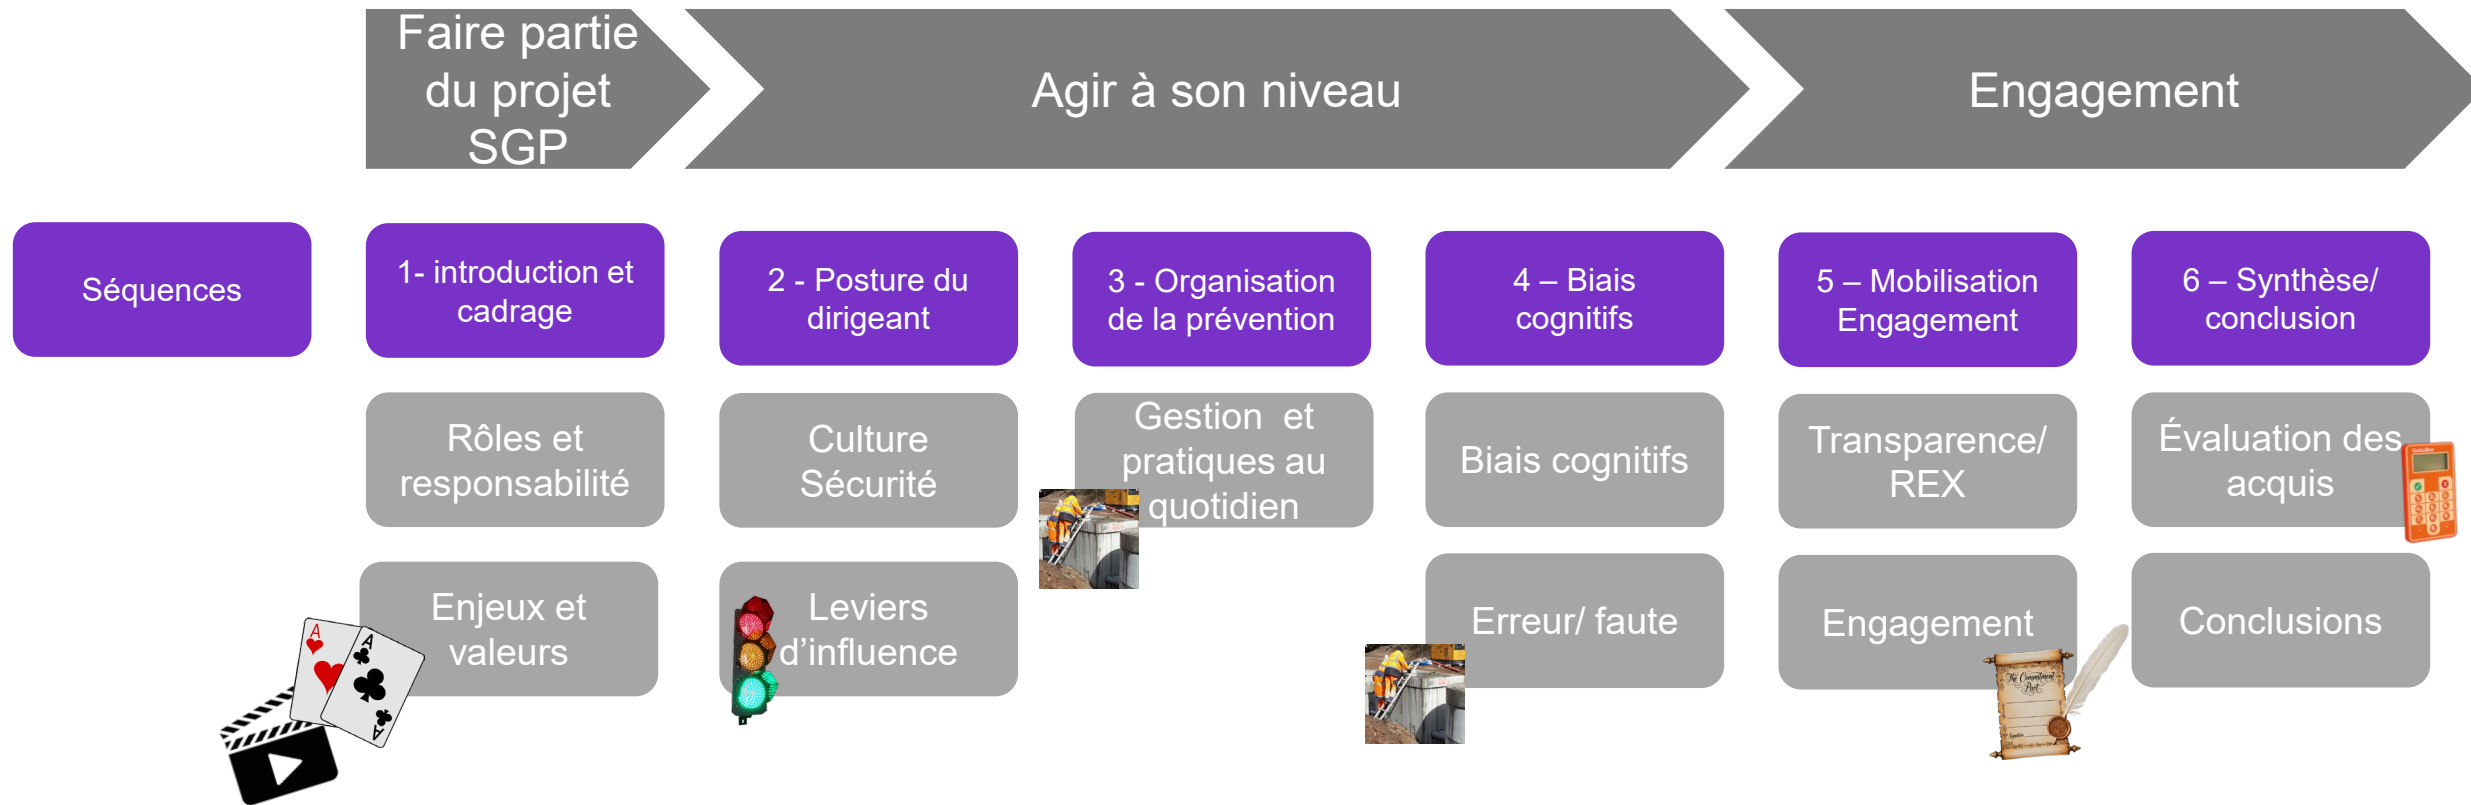 Faire partie
du projet
SGP
Agir à son niveau
Engagement
Séquences
1- introduction et
cadrage
2 - Posture du
dirigeant
3 - Organisation
de la prévention
4 – Biais
cognitifs
5 – Mobilisation
Engagement
6 – Synthèse/
conclusion
Rôles et
responsabilité
Culture
Sécurité
Gestion  et
pratiques au
quotidien
Biais cognitifs
Transparence/
REX
Évaluation des
acquis
Enjeux et
valeurs
Leviers
d’influence
Erreur/ faute
Engagement
Conclusions
A
A
A
The Commitment
Pact